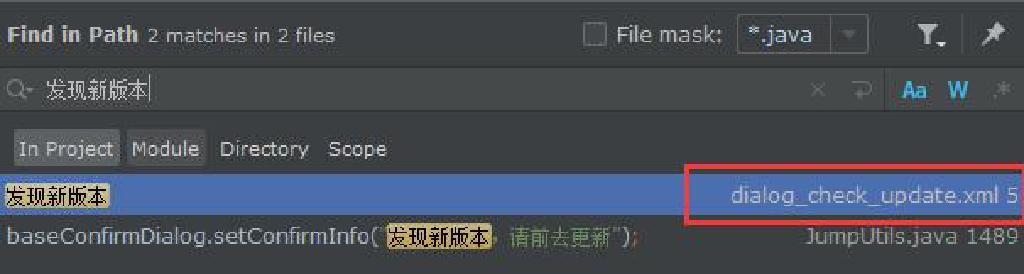 Find in Path 2 matches in 2 files File mask: *.java
发现新版本 Aa W .*
In Project Module Directory Scope
发现新版本 dialog_check_update.xml 5
baseConfirmDialog.setConfirmInfo("发现新版本，请前去更新"); JumpUtils.java 1489